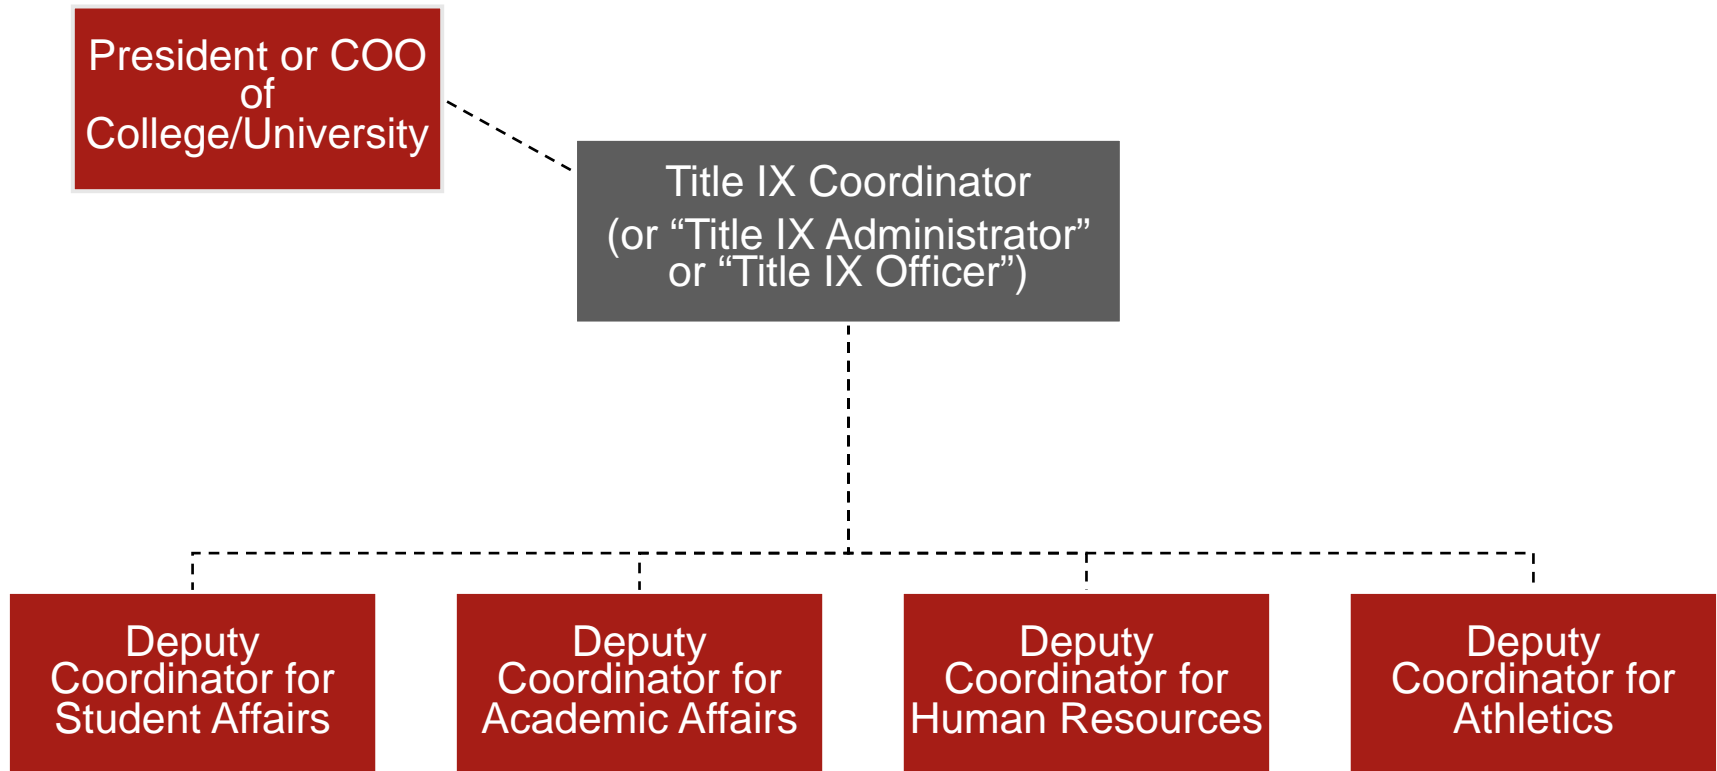 President or COO
of
College/University
Title IX Coordinator
(or “Title IX Administrator”
or “Title IX Officer”)
Deputy
Coordinator for
Student Affairs
Deputy
Coordinator for
Academic Affairs
Deputy
Coordinator for
Human Resources
Deputy
Coordinator for
Athletics